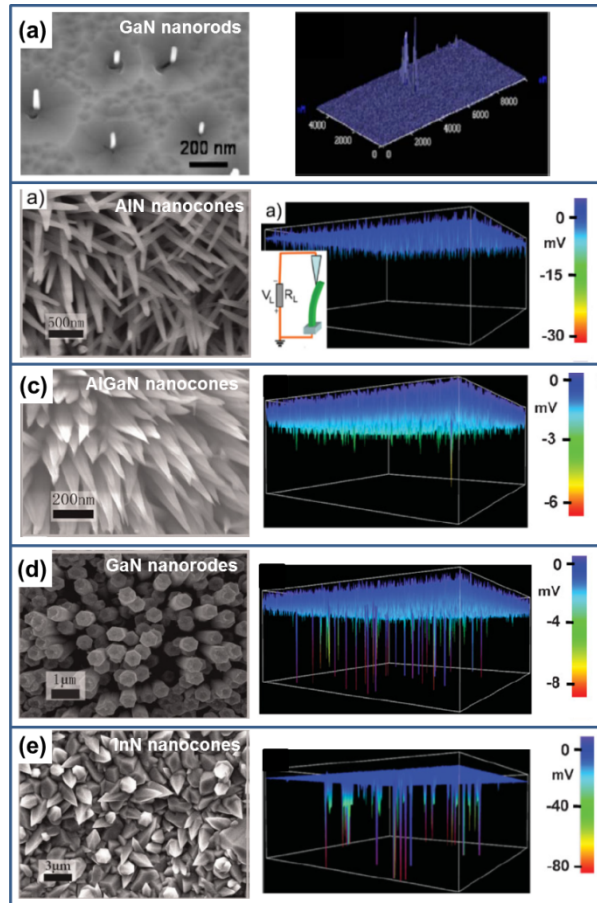 (a)
GaN nanorods
200 nm
4000
2000
0
0
2000
4000
6000
8000
a)
AlN nanocones
500nm
a)
V_L
R_L
0
mV
-15
-30
(c)
AlGaN nanocones
200nm
0
mV
-3
-6
(d)
GaN nanorodes
1μm
0
mV
-4
-8
(e)
InN nanocones
3μm
0
mV
-40
-80